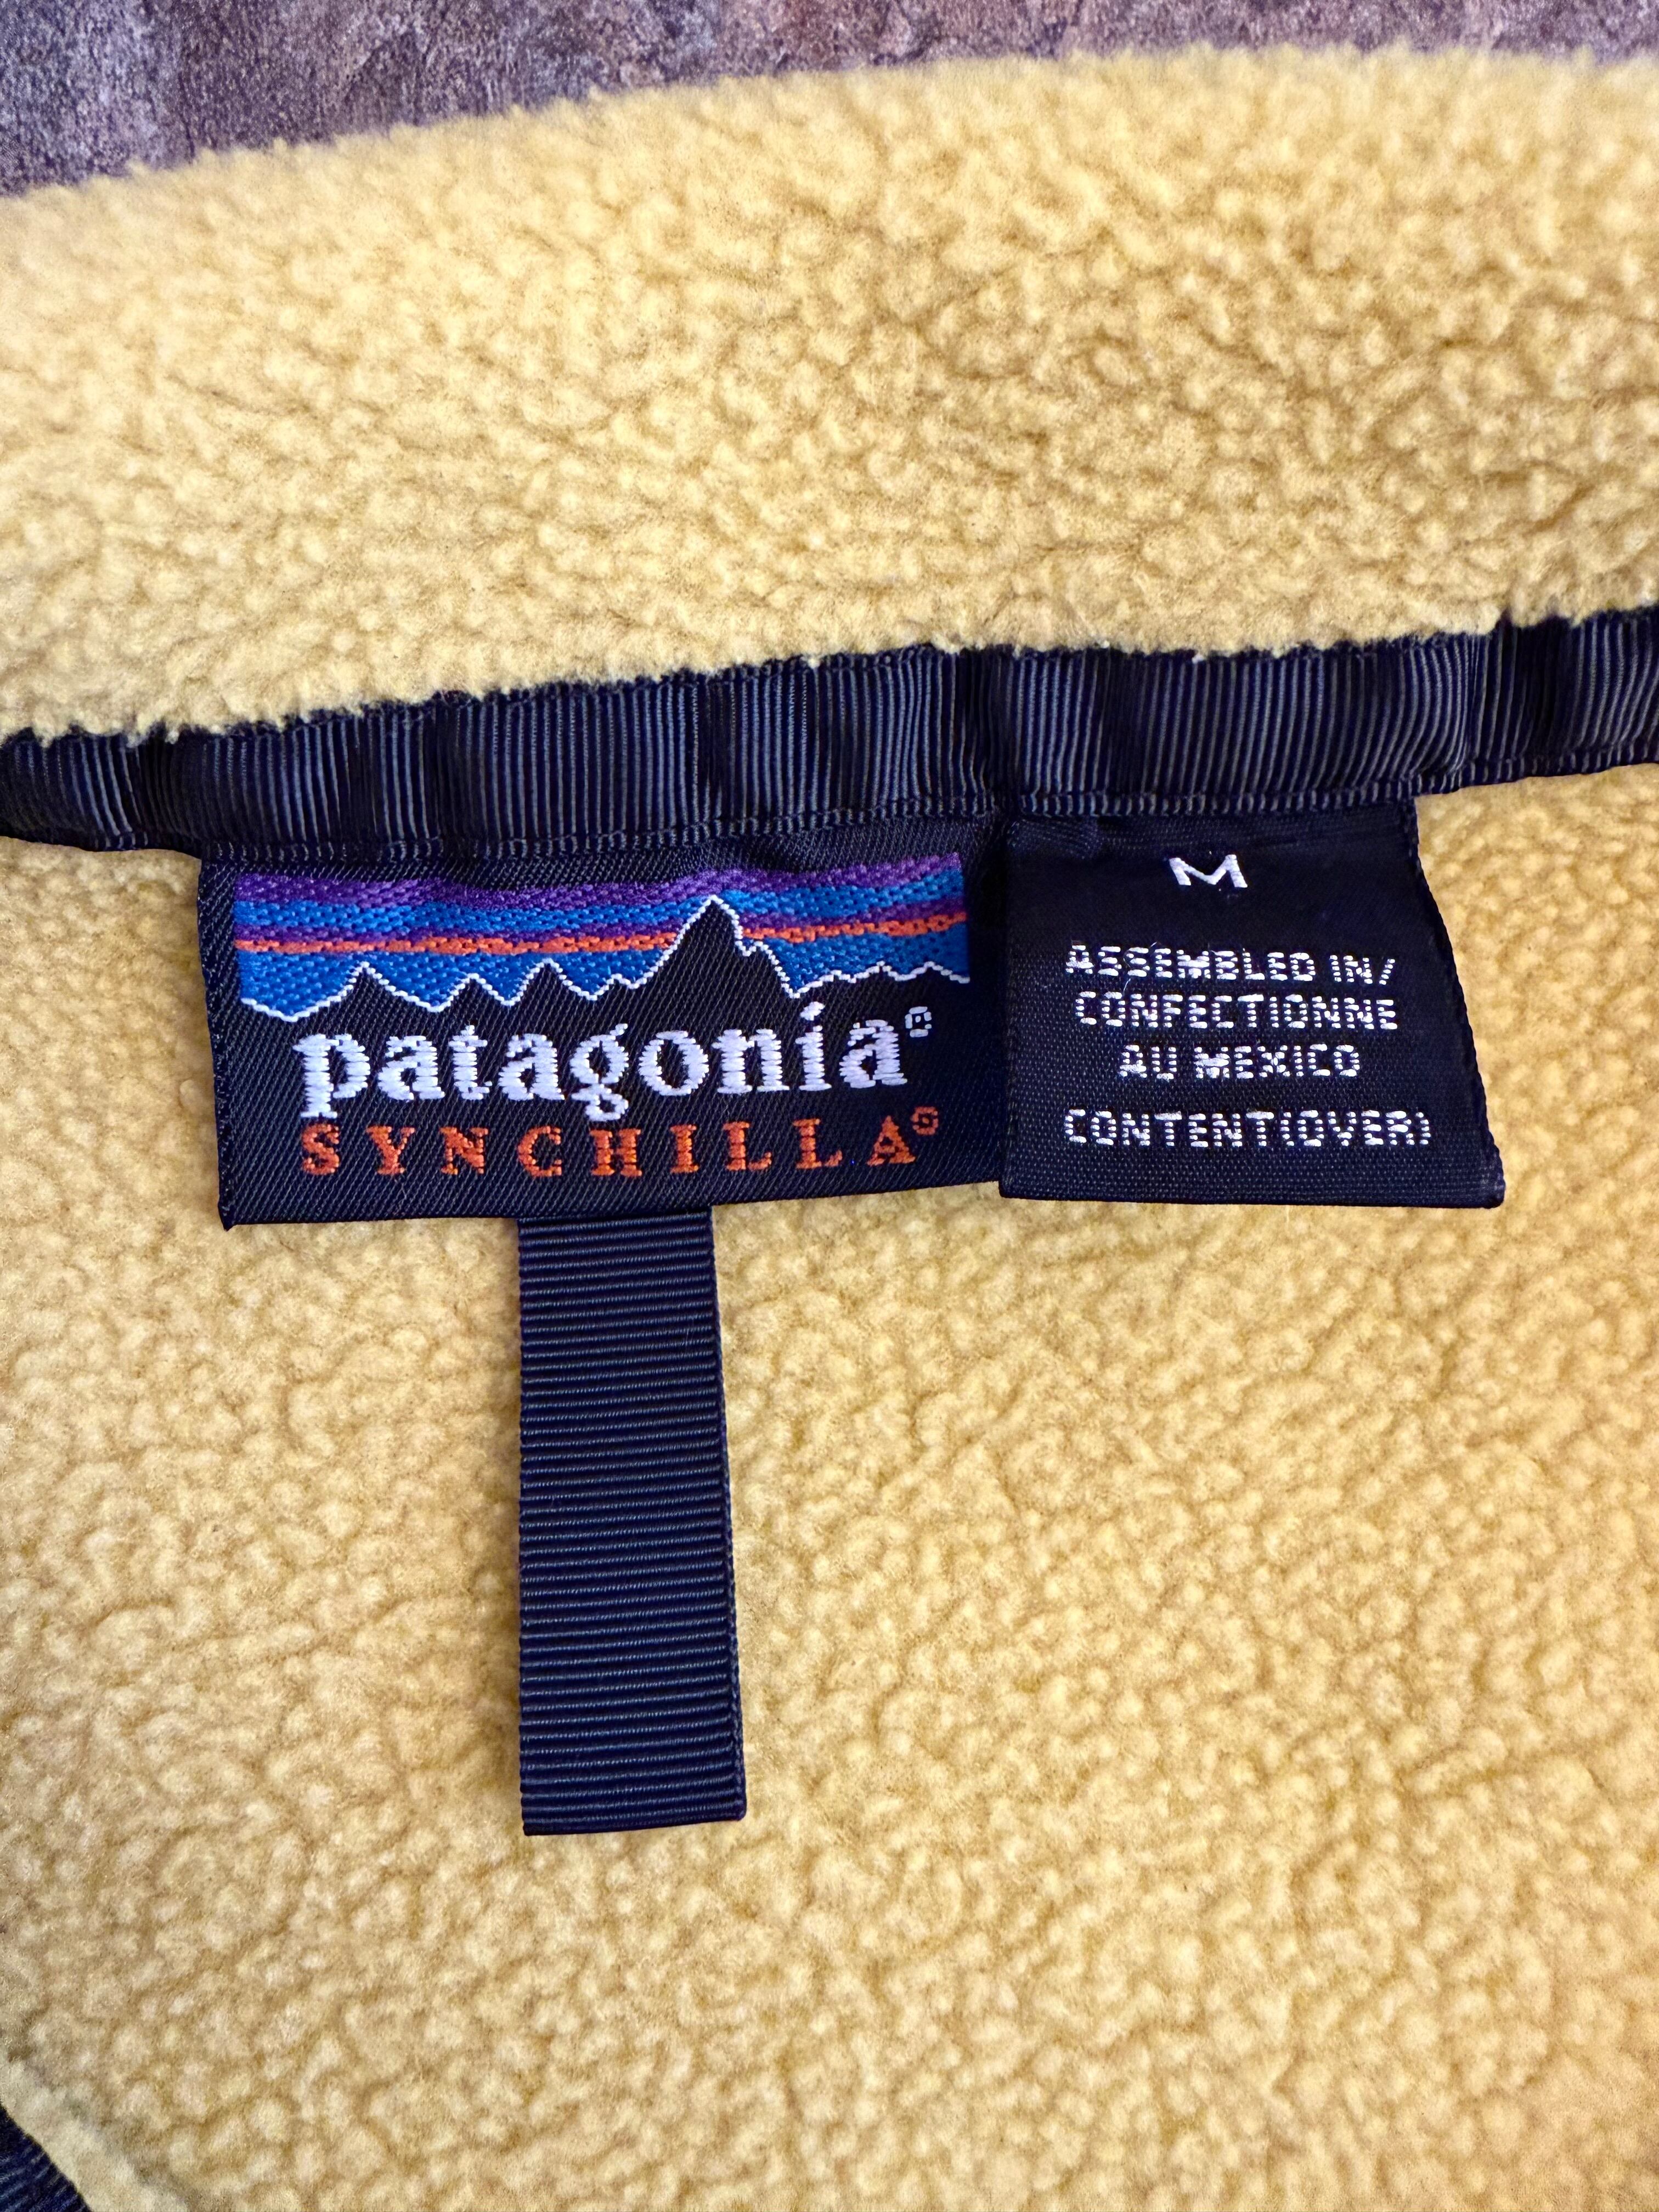 patagonia®
SYNCHILLA®
M
ASSEMBLED IN/
CONFECTIONNE
AU MEXICO
CONTENT(OVER)